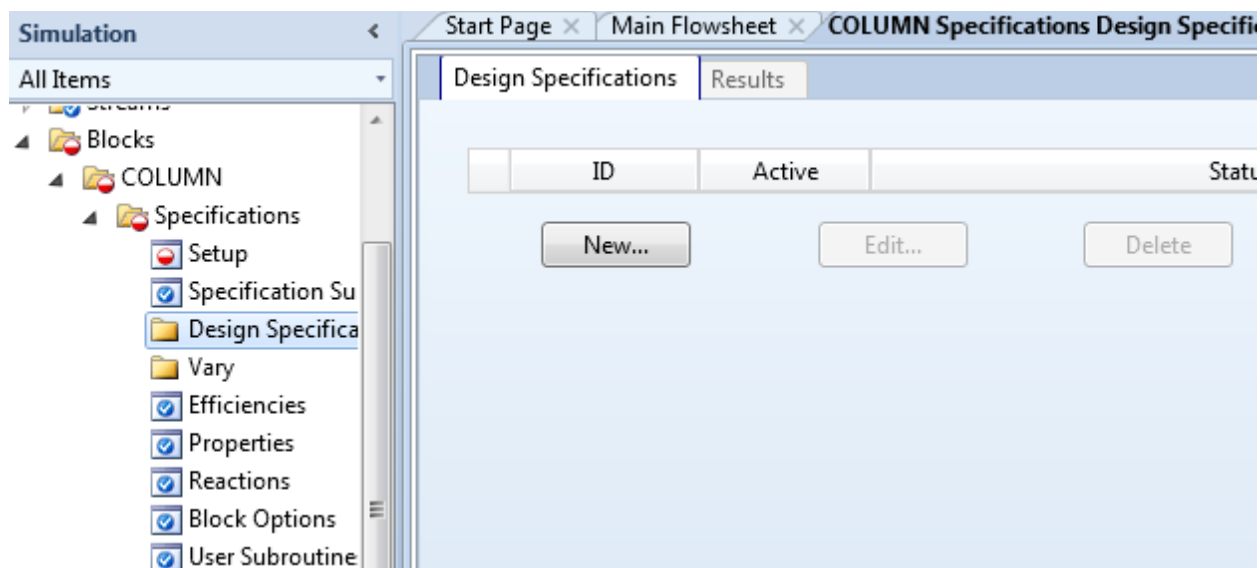 Simulation
<
Start Page
Main Flowsheet
COLUMN Specifications Design Specifi
All Items
Design Specifications
Results
Streams
Blocks
COLUMN
Specifications
Setup
Specification Su
Design Specifica
Vary
Efficiencies
Properties
Reactions
Block Options
User Subroutine
ID
Active
Statu
New...
Edit...
Delete